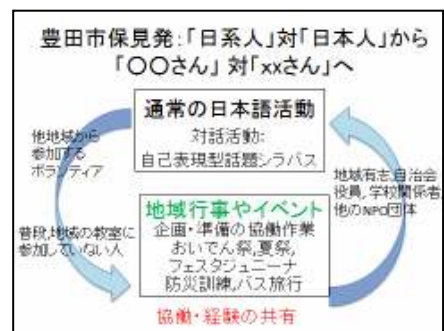 豊田市保見発:「日系人」対「日本人」から
「〇〇さん」対「xxさん」へ
通常の日本語活動
対話活動:
自己表現型話題シラバス
他地域から
参加する
ボランティア
地域有志,自治会
役員,学校関係者,
他のNPO団体
普段,地域の教室に
参加していない人
地域行事やイベント
企画・準備の協働作業
おいでん祭,夏祭,
フェスタジュニーナ
防災訓練,バス旅行
協働・経験の共有